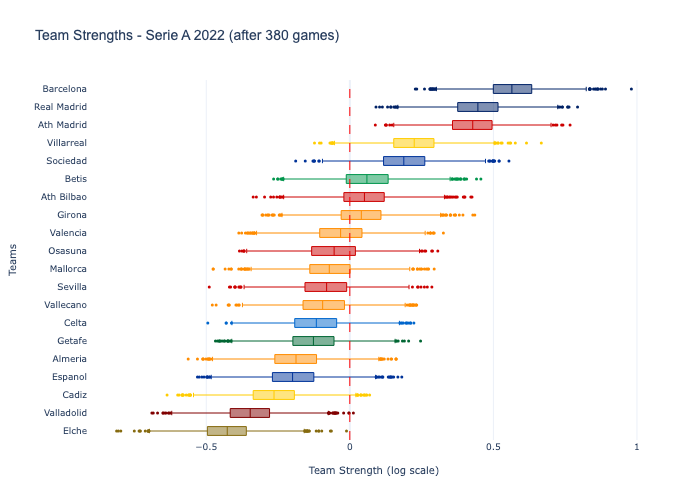 Team Strengths - Serie A 2022 (after 380 games)
Barcelona
Real Madrid
Ath Madrid
Villarreal
Sociedad
Betis
Ath Bilbao
Girona
Valencia
Osasuna
Mallorca
Sevilla
Vallecano
Celta
Getafe
Almeria
Espanol
Cadiz
Valladolid
Elche
Teams
−0.5 0 0.5 1
Team Strength (log scale)